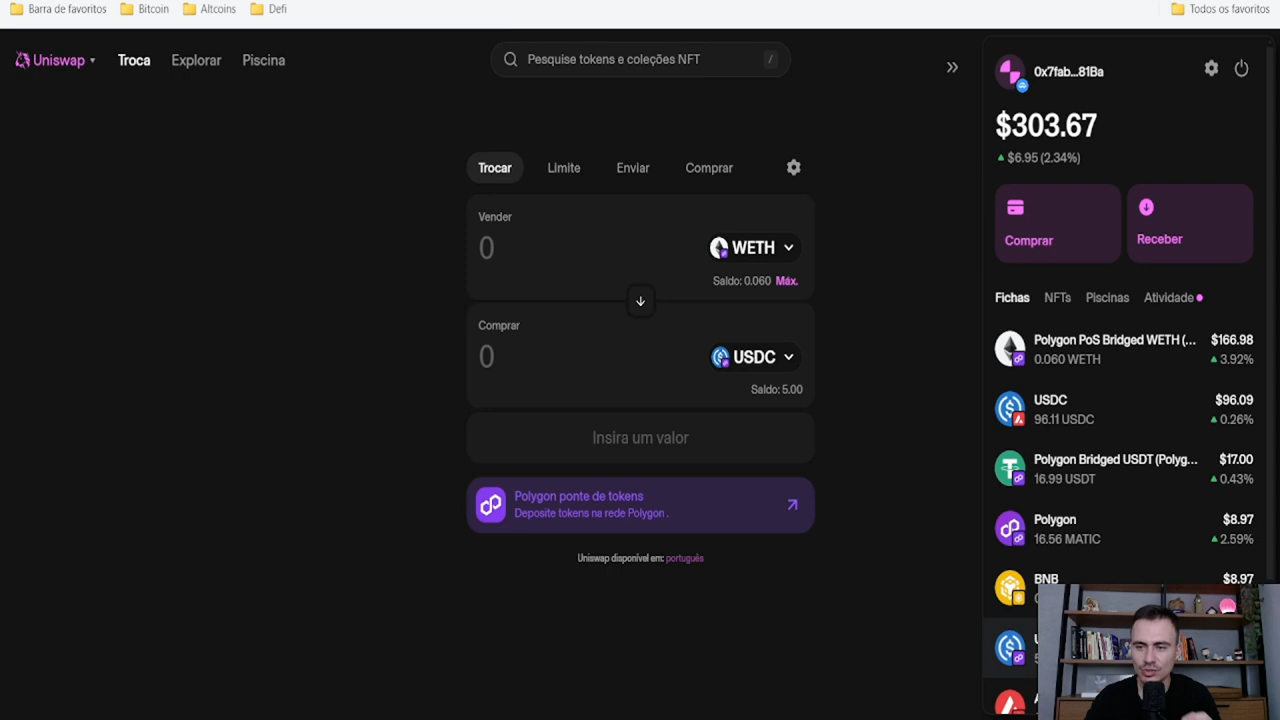 Barra de favoritos Bitcoin Altcoins Defi Todos os favoritos
Uniswap Troca Explorar Piscina
Pesquise tokens e coleções NFT /
0x7fab...81Ba
$303.67
$6.95 (2.34%)
Comprar Receber
Trocar Limite Enviar Comprar
Vender
0 WETH
Saldo: 0.060 Máx.
Comprar
0 USDC
Saldo: 5.00
Insira um valor
Polygon ponte de tokens
Deposite tokens na rede Polygon .
Uniswap disponível em: português
Fichas NFTs Piscinas Atividade
Polygon PoS Bridged WETH (... $166.98
0.060 WETH 3.92%
USDC $96.09
96.11 USDC 0.26%
Polygon Bridged USDT (Polyg... $17.00
16.99 USDT 0.43%
Polygon $8.97
16.56 MATIC 2.59%
BNB $8.97